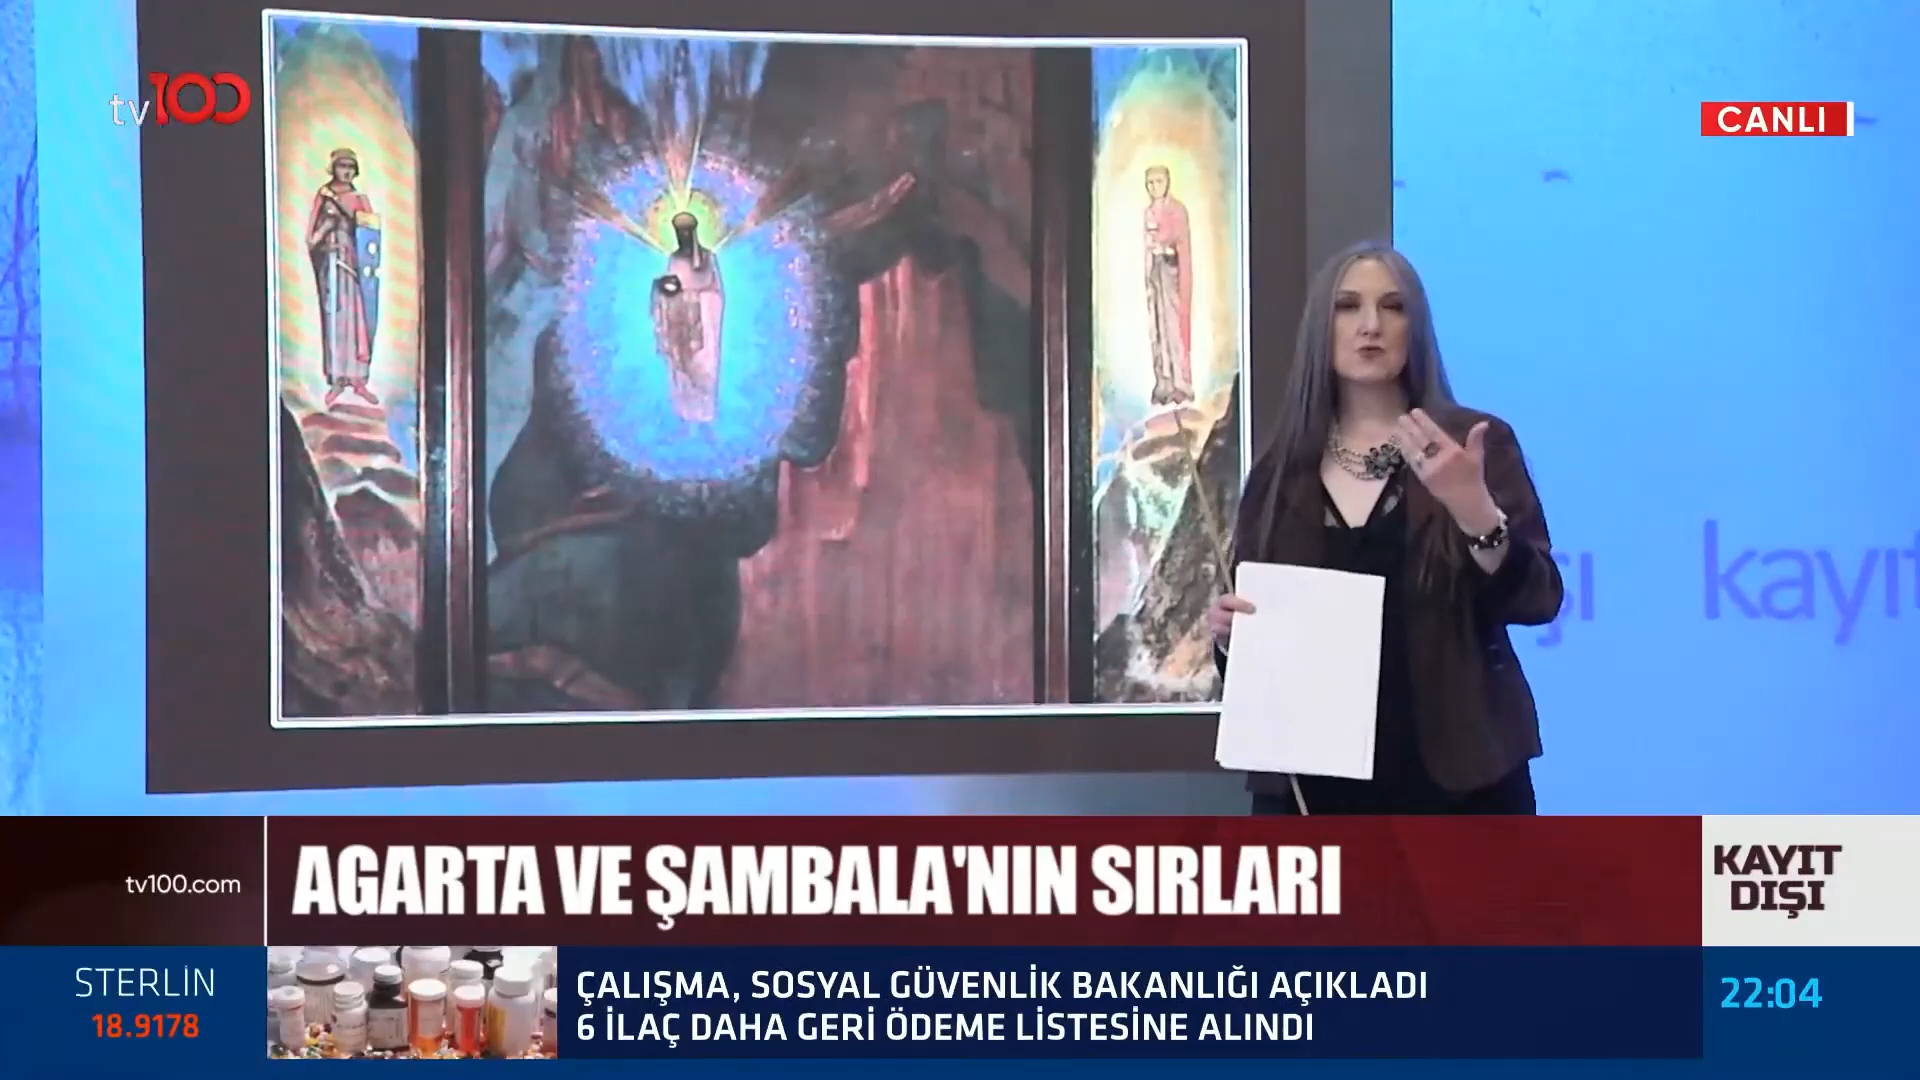 tv100
CANLI
şı
kayıt
tv100.com
AGARTA VE ŞAMBALA'NIN SIRLARI
KAYIT
DIŞI
STERLİN
18.9178
ÇALIŞMA, SOSYAL GÜVENLİK BAKANLIĞI AÇIKLADI
6 İLAÇ DAHA GERİ ÖDEME LİSTESİNE ALINDI
22:04